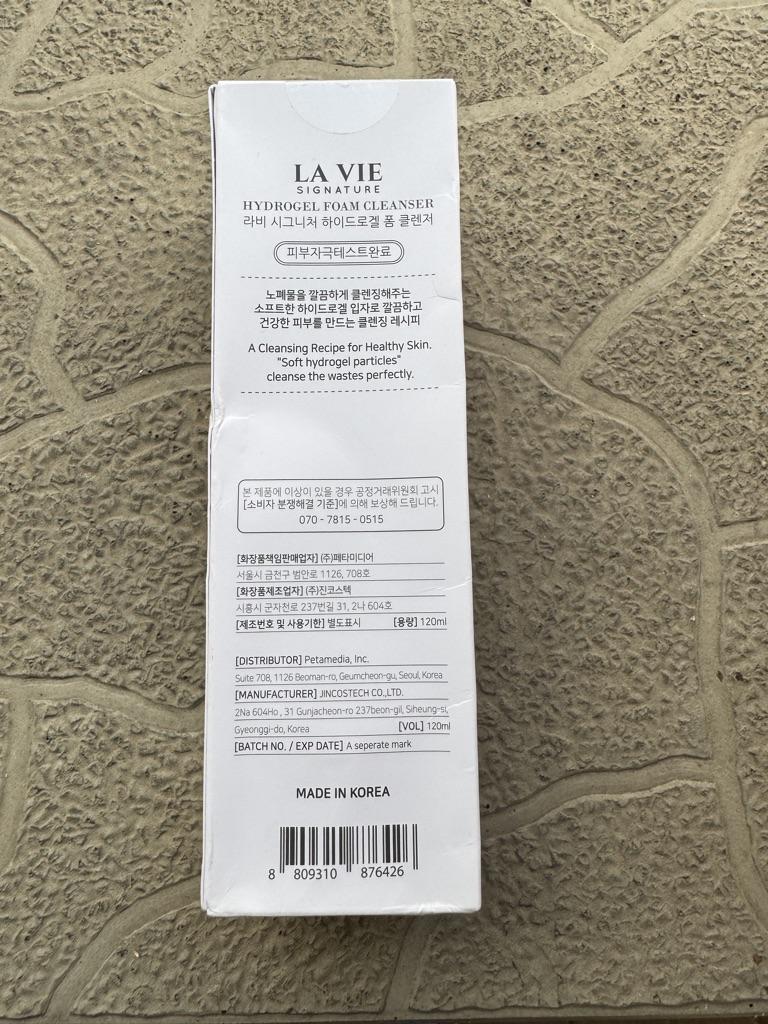 LA VIE
SIGNATURE
HYDROGEL FOAM CLEANSER
라비 시그니처 하이드로겔 폼 클렌저
피부자극테스트완료
노폐물을 깔끔하게 클렌징해주는
소프트한 하이드로겔 입자로 깔끔하고
건강한 피부를 만드는 클렌징 레시피
A Cleansing Recipe for Healthy Skin.
"Soft hydrogel particles"
cleanse the wastes perfectly.
본 제품에 이상이 있을 경우 공정거래위원회 고시
[소비자 분쟁해결 기준]에 의해 보상해 드립니다.
070 - 7815 - 0515
[화장품책임판매업자] (주)페타미디어
서울시 금천구 범안로 1126, 708호
[화장품제조업자] (주)진코스텍
시흥시 군자천로 237번길 31, 2나 604호
[제조번호 및 사용기한] 별도표시 [용량] 120ml
[DISTRIBUTOR] Petamedia, Inc.
Suite 708, 1126 Beoman-ro, Geumcheon-gu, Seoul, Korea
[MANUFACTURER] JINCOSTECH CO.,LTD.
2Na 604Ho , 31 Gunjacheon-ro 237beon-gil, Siheung-si,
Gyeonggi-do, Korea [VOL] 120ml
[BATCH NO. / EXP DATE] A seperate mark
MADE IN KOREA
8 809310 876426